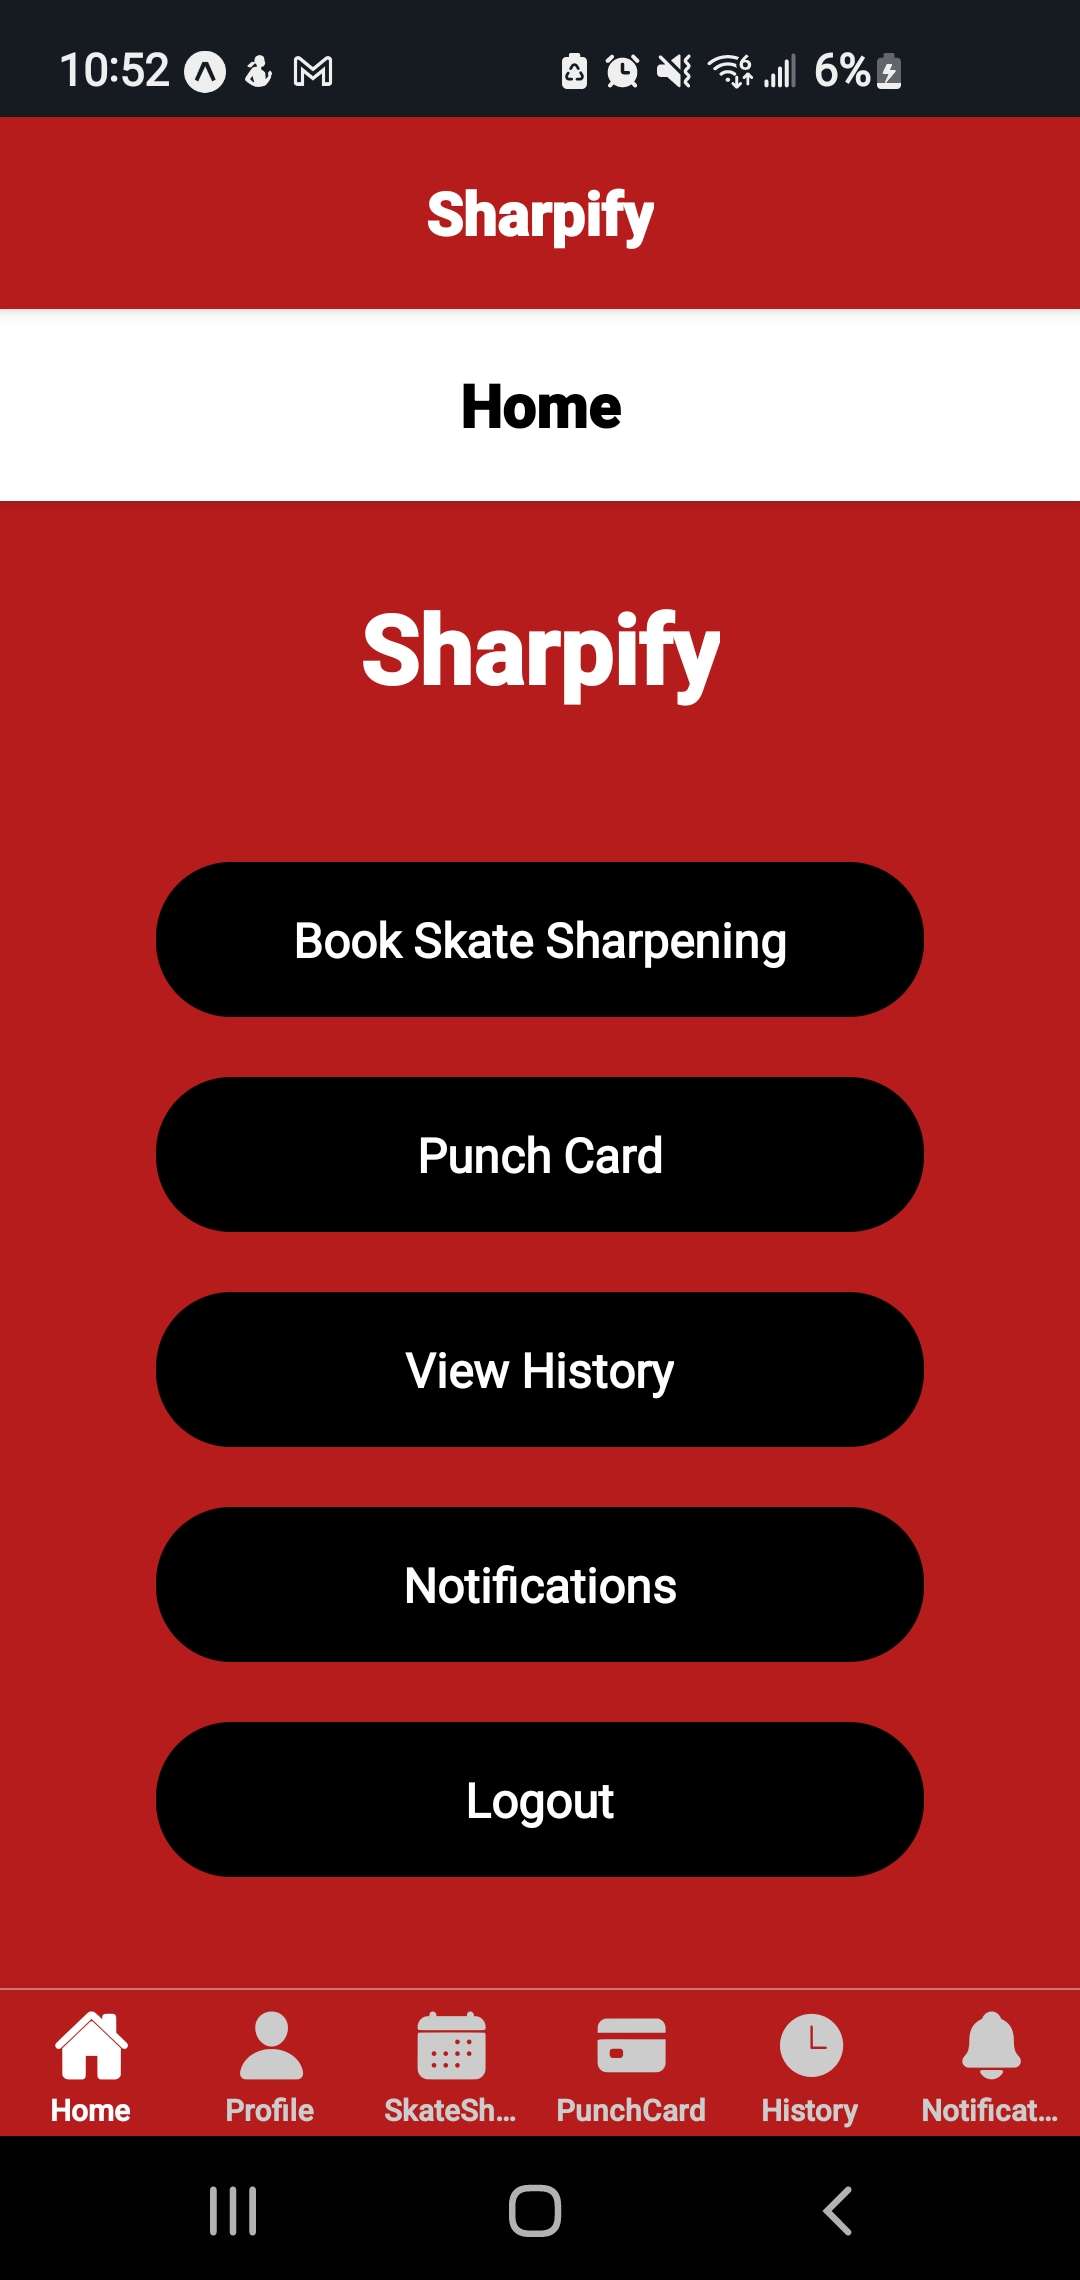 10:52 6%
Sharpify
Home
Sharpify
Book Skate Sharpening
Punch Card
View History
Notifications
Logout
Home Profile SkateSh... PunchCard History Notificat...